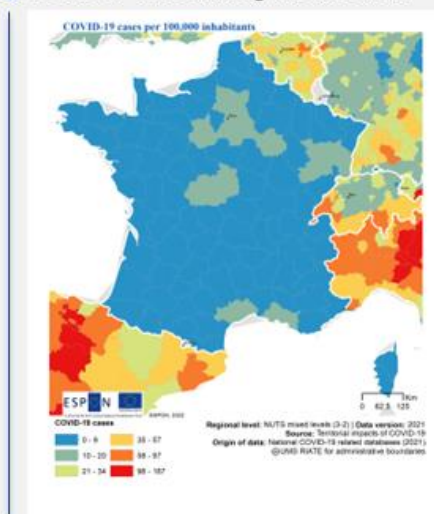 COVID-19 cases per 100,000 inhabitants
ESPON
ESPON, 2022
Km
0 62,5 125
COVID-19 cases
0 - 9
10 - 20
21 - 34
35 - 57
58 - 97
98 - 187
Regional level: NUTS mixed levels (3-2) | Data version: 2021
Source: Territorial impacts of COVID-19
Origin of data: National COVID-19 related databases (2021)
@UMS RIATE for administrative boundaries